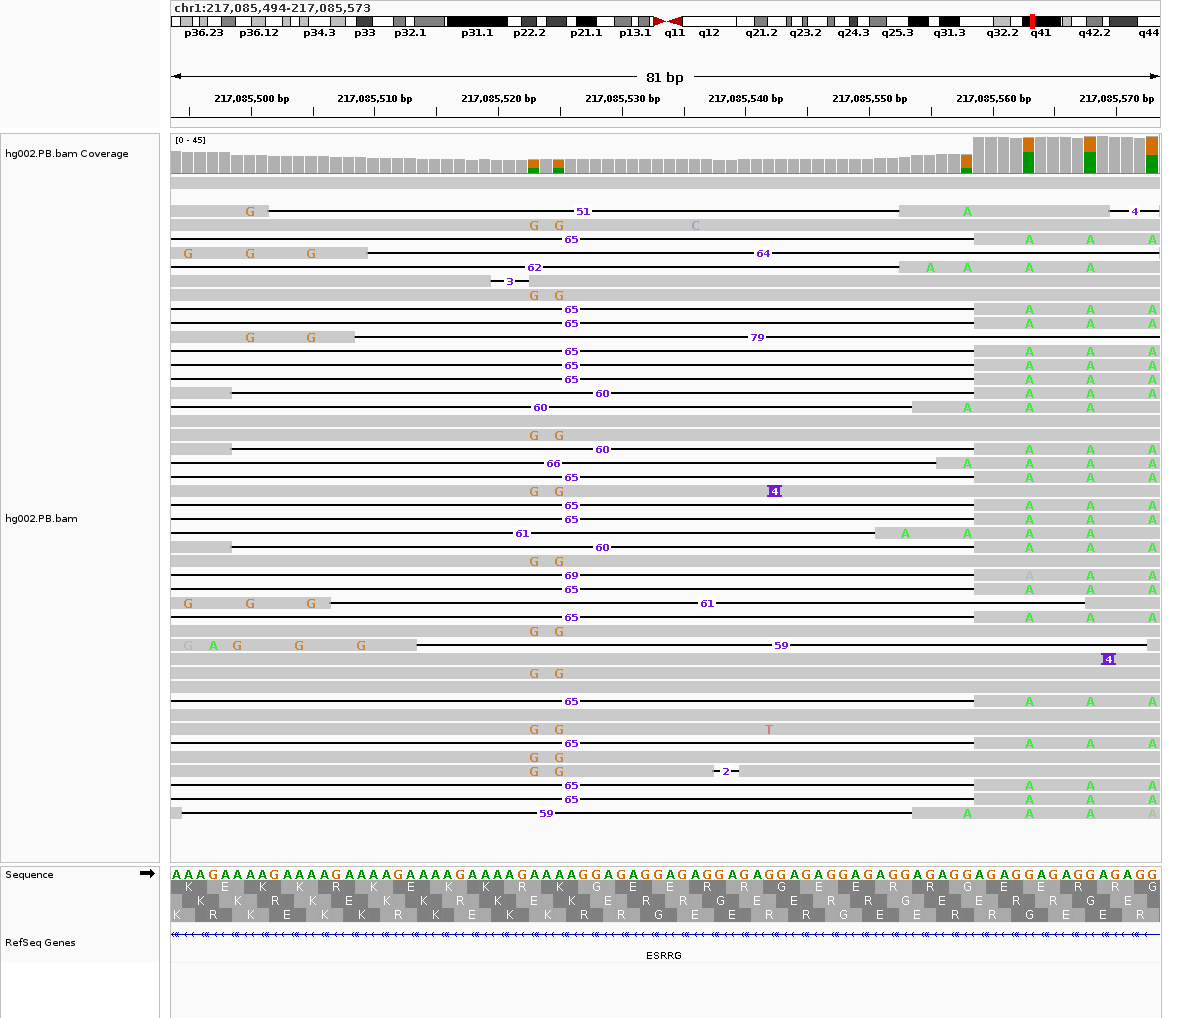 chr1:217,085,494-217,085,573
p36.23 p36.12 p34.3 p33 p32.1 p31.1 p22.2 p21.1 p13.1 q11 q12 q21.2 q23.2 q24.3 q25.3 q31.3 q32.2 q41 q42.2 q44
81 bp
217,085,500 bp 217,085,510 bp 217,085,520 bp 217,085,530 bp 217,085,540 bp 217,085,550 bp 217,085,560 bp 217,085,570 bp
hg002.PB.bam Coverage
[0 - 45]
G 51 A 4
G G C
65 A A A
G G G 64
62 A A A A
3
G G
65 A A A
65 A A A
G G 79
65 A A A
65 A A A
65 A A A
60 A A A
60 A A A
G G
60 A A A
66 A A A A
65 A A A
G G 4
65 A A A
65 A A A
61 A A A A
60 A A A
G G
69 A A A
65 A A A
G G G 61
65 A A A
G G
G A G G G 59
4
G G
65 A A A
G G T
65 A A A
G G
G G 2
65 A A A
65 A A A
59 A A A A
hg002.PB.bam
Sequence
AAAGAAAAGAAAAGAAAAGAAAAGAAAAGAAAAGGAGAGGAGAGGAGAGGAGAGGAGAGGAGAGGAGAGGAGAGGAGAGG
K E K K R K E K K R K G E E R R G E E R R G E E R R G
K K R K E K K R K E K E R R G E E R R G E E R R G E
K R K E K K R K E K K R R G E E R R G E E R R G E E R
RefSeq Genes
ESRRG